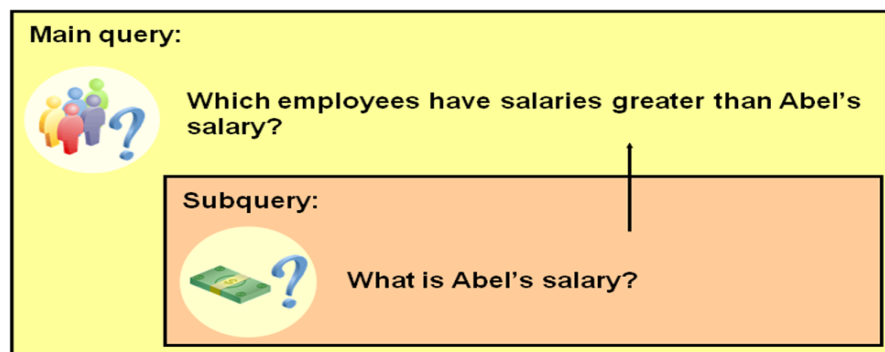 Main query:
Which employees have salaries greater than Abel's
salary?
Subquery:
What is Abel's salary?